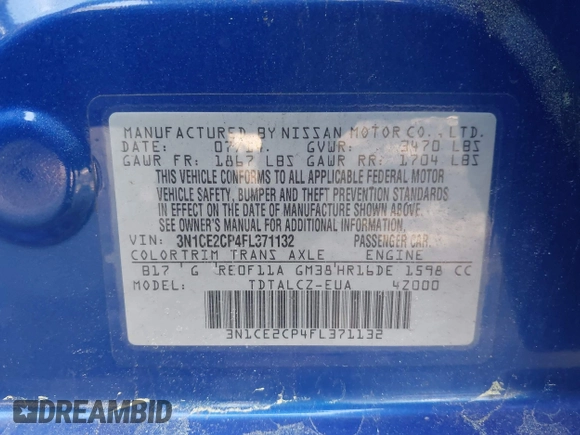 MANUFACTURED BY NISSAN MOTOR CO., LTD.
DATE: GVWR: 3470 LBS
GAWR FR: 1867 LBS GAWR RR: 1704 LBS
THIS VEHICLE CONFORMS TO ALL APPLICABLE FEDERAL MOTOR
VEHICLE SAFETY, BUMPER AND THEFT PREVENTION STANDARDS
IN EFFECT ON THE DATE OF MANUFACTURE SHOWN ABOVE.
SEE OWNER'S MANUAL FOR ADDITIONAL INFORMATION.
VIN: 3N1CE2CP4FL371132 PASSENGER CAR
COLOR TRIM TRANS AXLE ENGINE
B17 G RE0F11A GM38 HR16DE 1598 CC
MODEL: TDTALCZ-EUA 4Z000
3N1CE2CP4FL371132
DREAMBID